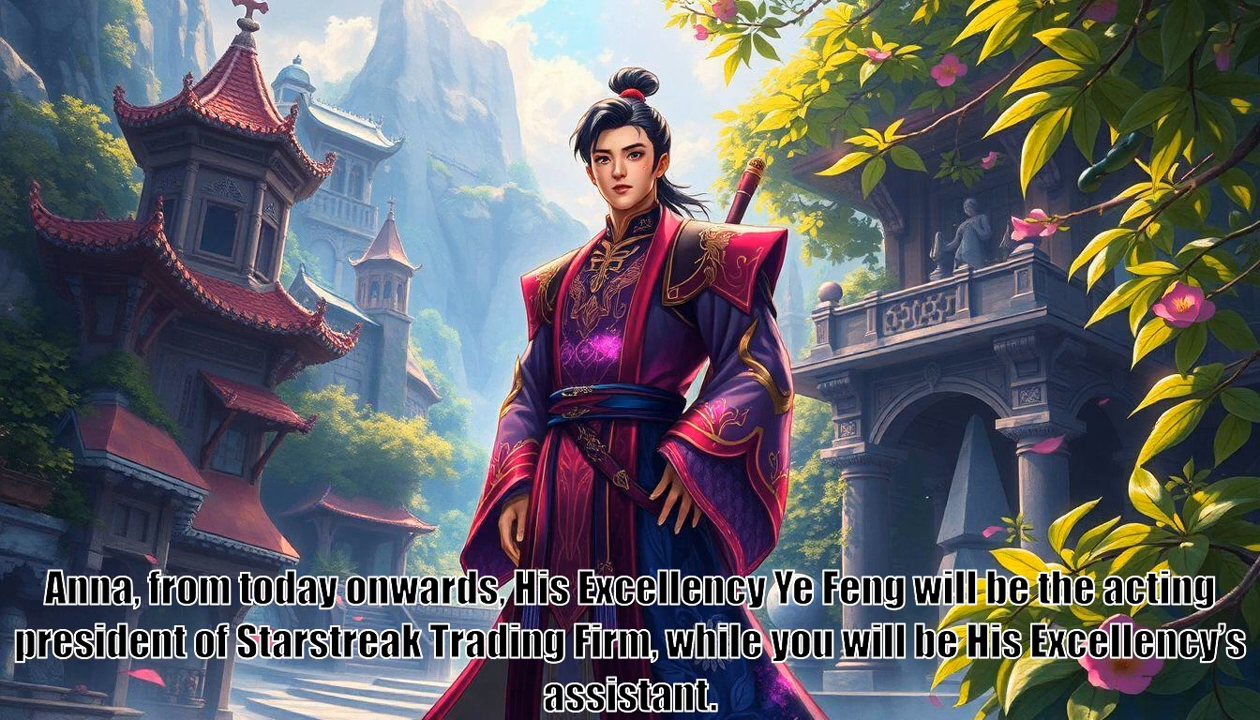 Anna, from today onwards, His Excellency Ye Feng will be the acting
president of Starstreak Trading Firm, while you will be His Excellency's
assistant.